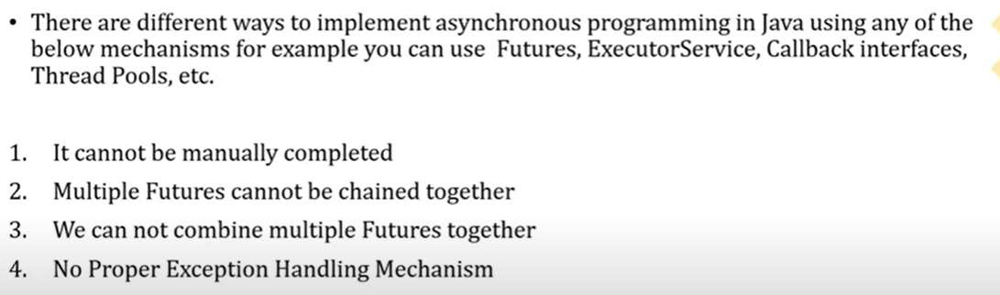 • There are different ways to implement asynchronous programming in Java using any of the
below mechanisms for example you can use  Futures, ExecutorService, Callback interfaces,
Thread Pools, etc.
1. It cannot be manually completed
2. Multiple Futures cannot be chained together
3. We can not combine multiple Futures together
4. No Proper Exception Handling Mechanism